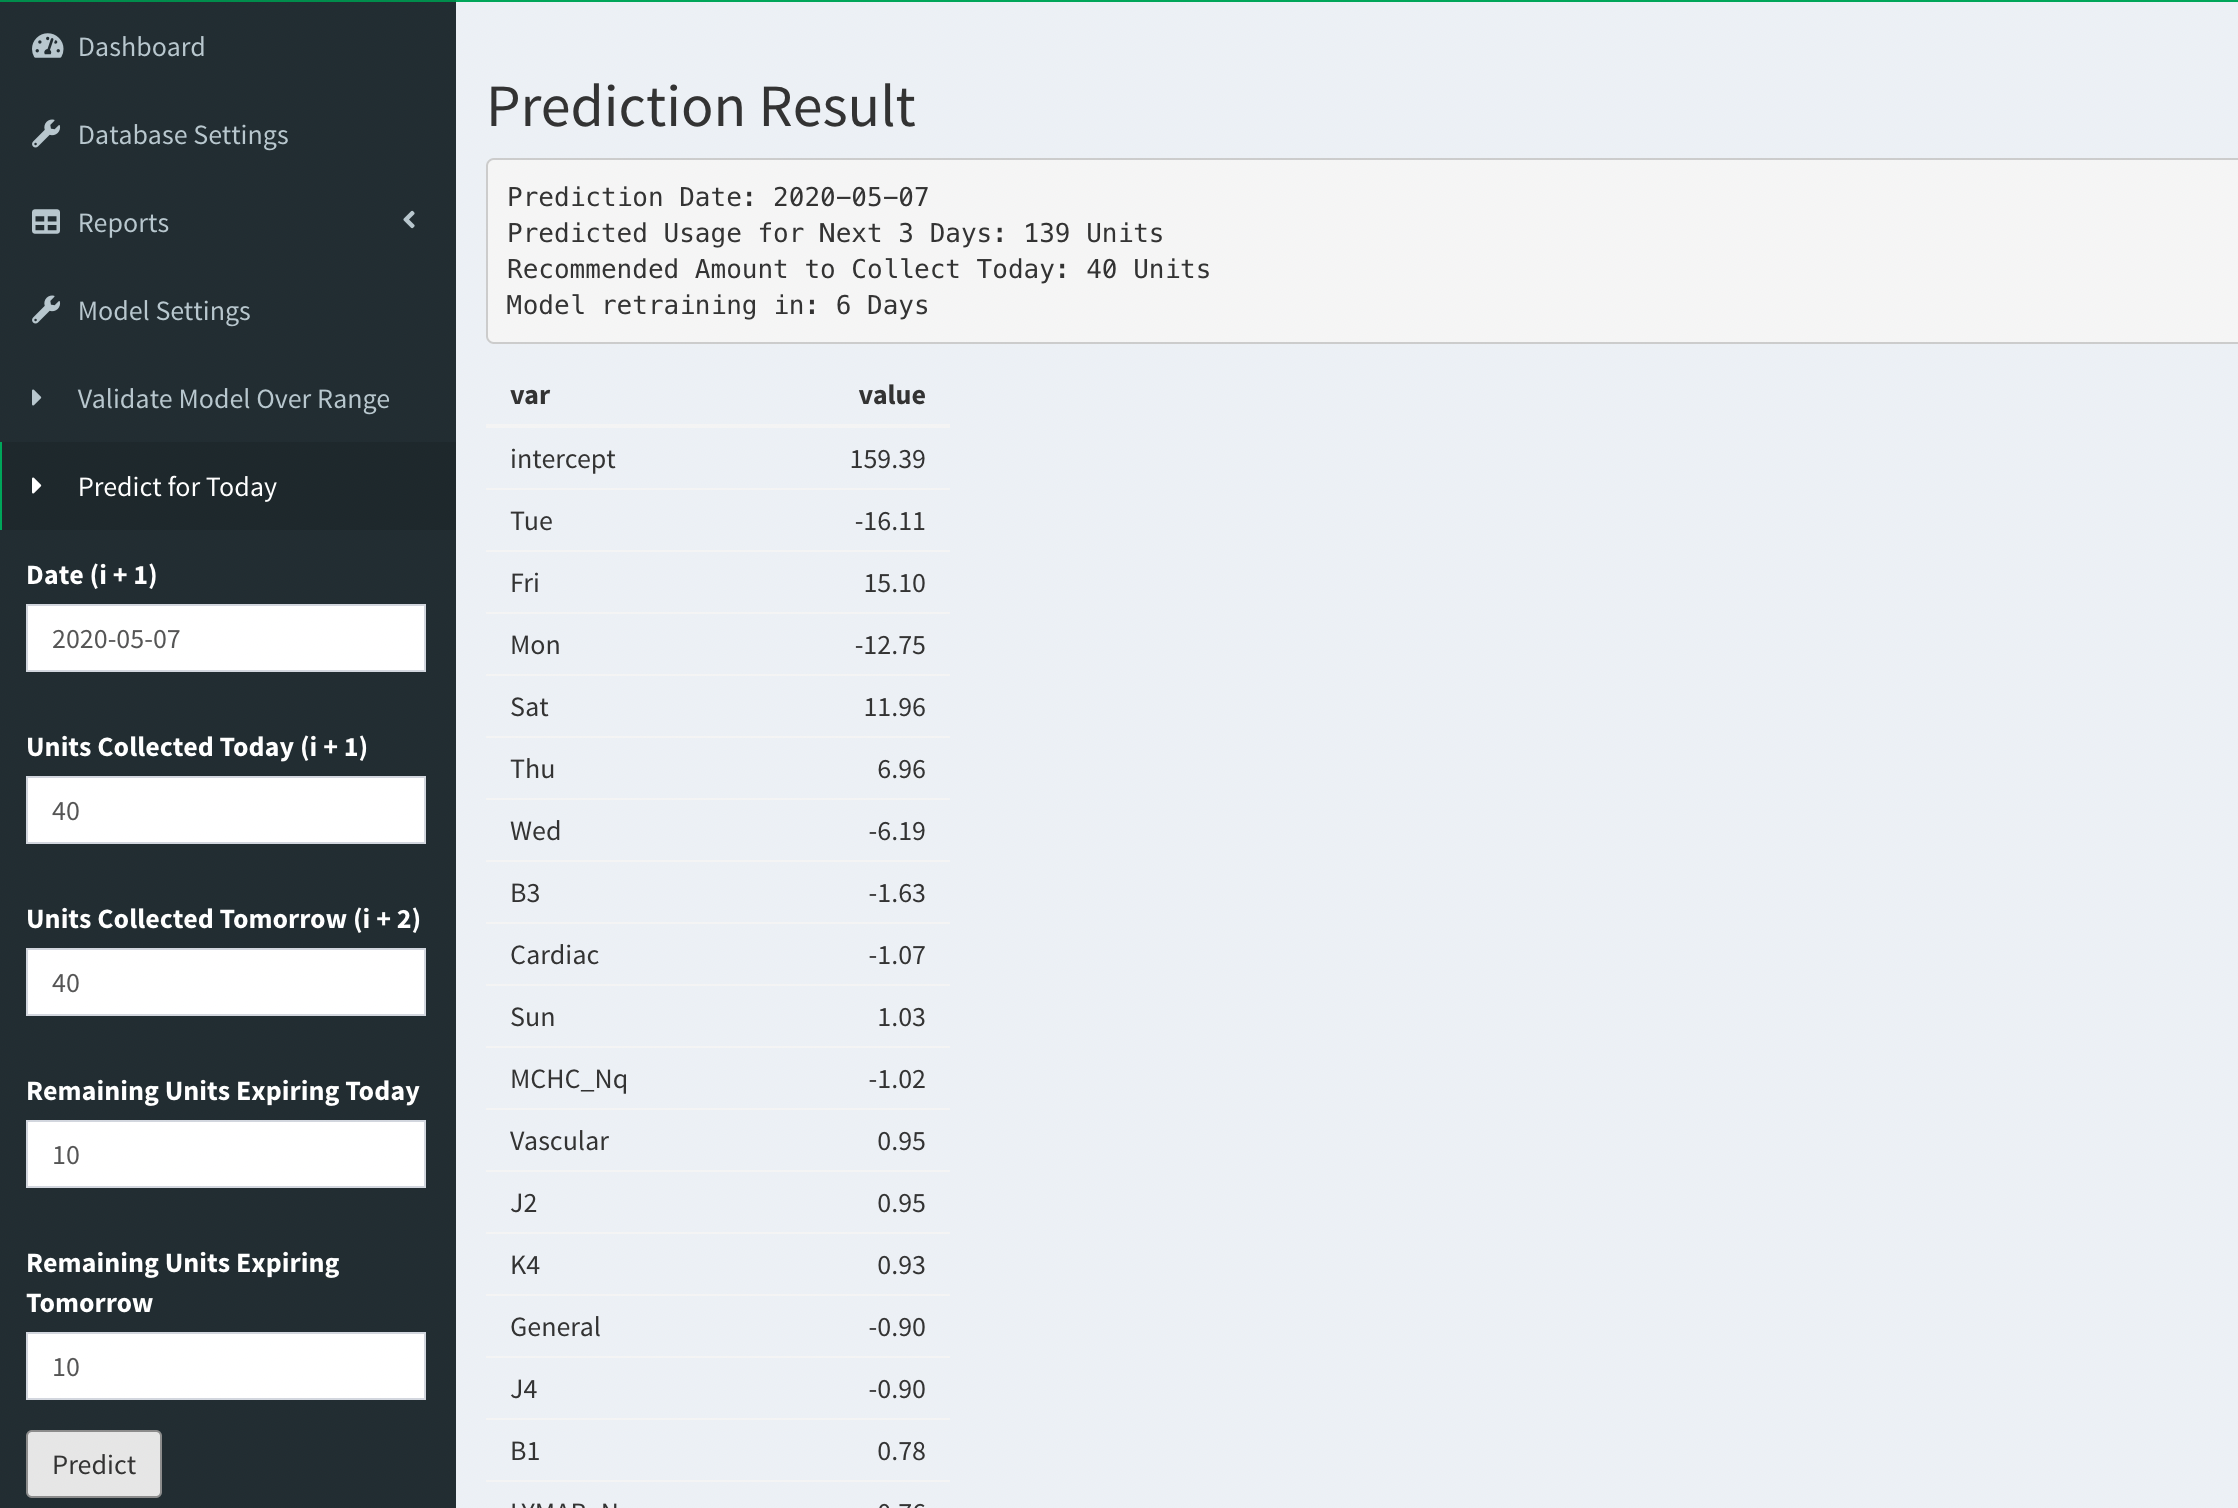 Dashboard
Database Settings
Reports
Model Settings
Validate Model Over Range
Predict for Today
Date (i + 1)
2020-05-07
Units Collected Today (i + 1)
40
Units Collected Tomorrow (i + 2)
40
Remaining Units Expiring Today
10
Remaining Units Expiring
Tomorrow
10
Predict
Prediction Result
Prediction Date: 2020-05-07
Predicted Usage for Next 3 Days: 139 Units
Recommended Amount to Collect Today: 40 Units
Model retraining in: 6 Days
var value
intercept 159.39
Tue -16.11
Fri 15.10
Mon -12.75
Sat 11.96
Thu 6.96
Wed -6.19
B3 -1.63
Cardiac -1.07
Sun 1.03
MCHC_Nq -1.02
Vascular 0.95
J2 0.95
K4 0.93
General -0.90
J4 -0.90
B1 0.78